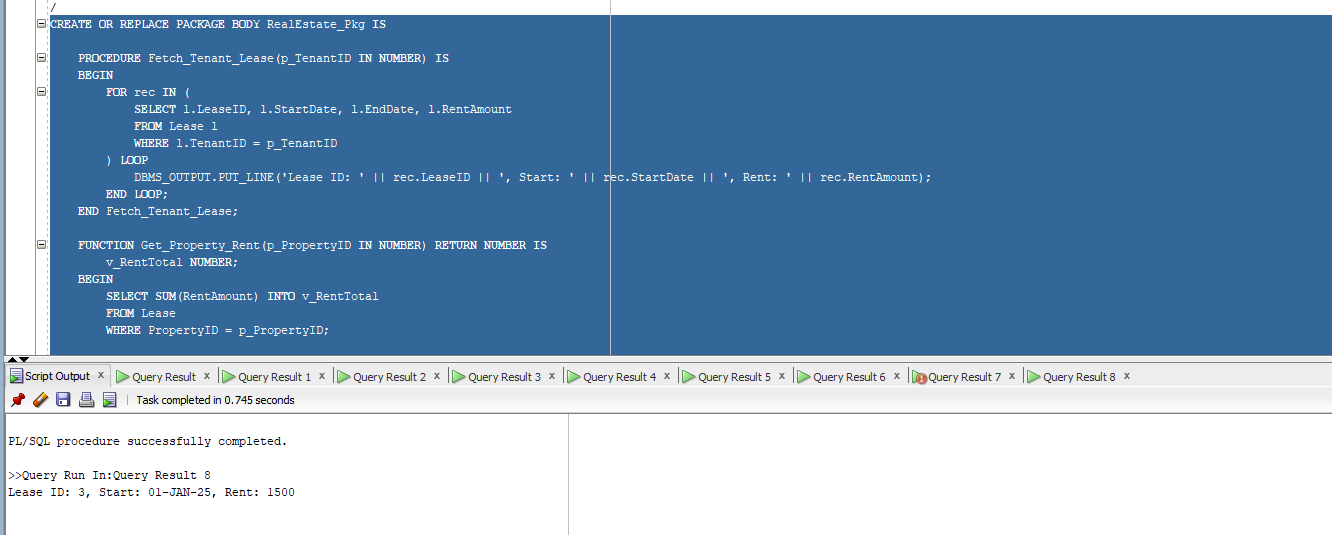 /
CREATE OR REPLACE PACKAGE BODY RealEstate_Pkg IS
PROCEDURE Fetch_Tenant_Lease(p_TenantID IN NUMBER) IS
BEGIN
FOR rec IN (
SELECT l.LeaseID, l.StartDate, l.EndDate, l.RentAmount
FROM Lease l
WHERE l.TenantID = p_TenantID
) LOOP
DBMS_OUTPUT.PUT_LINE('Lease ID: ' || rec.LeaseID || ', Start: ' || rec.StartDate || ', Rent: ' || rec.RentAmount);
END LOOP;
END Fetch_Tenant_Lease;
FUNCTION Get_Property_Rent(p_PropertyID IN NUMBER) RETURN NUMBER IS
v_RentTotal NUMBER;
BEGIN
SELECT SUM(RentAmount) INTO v_RentTotal
FROM Lease
WHERE PropertyID = p_PropertyID;
Script Output x Query Result x Query Result 1 x Query Result 2 x Query Result 3 x Query Result 4 x Query Result 5 x Query Result 6 x Query Result 7 x Query Result 8 x
Task completed in 0.745 seconds
PL/SQL procedure successfully completed.
>>Query Run In:Query Result 8
Lease ID: 3, Start: 01-JAN-25, Rent: 1500